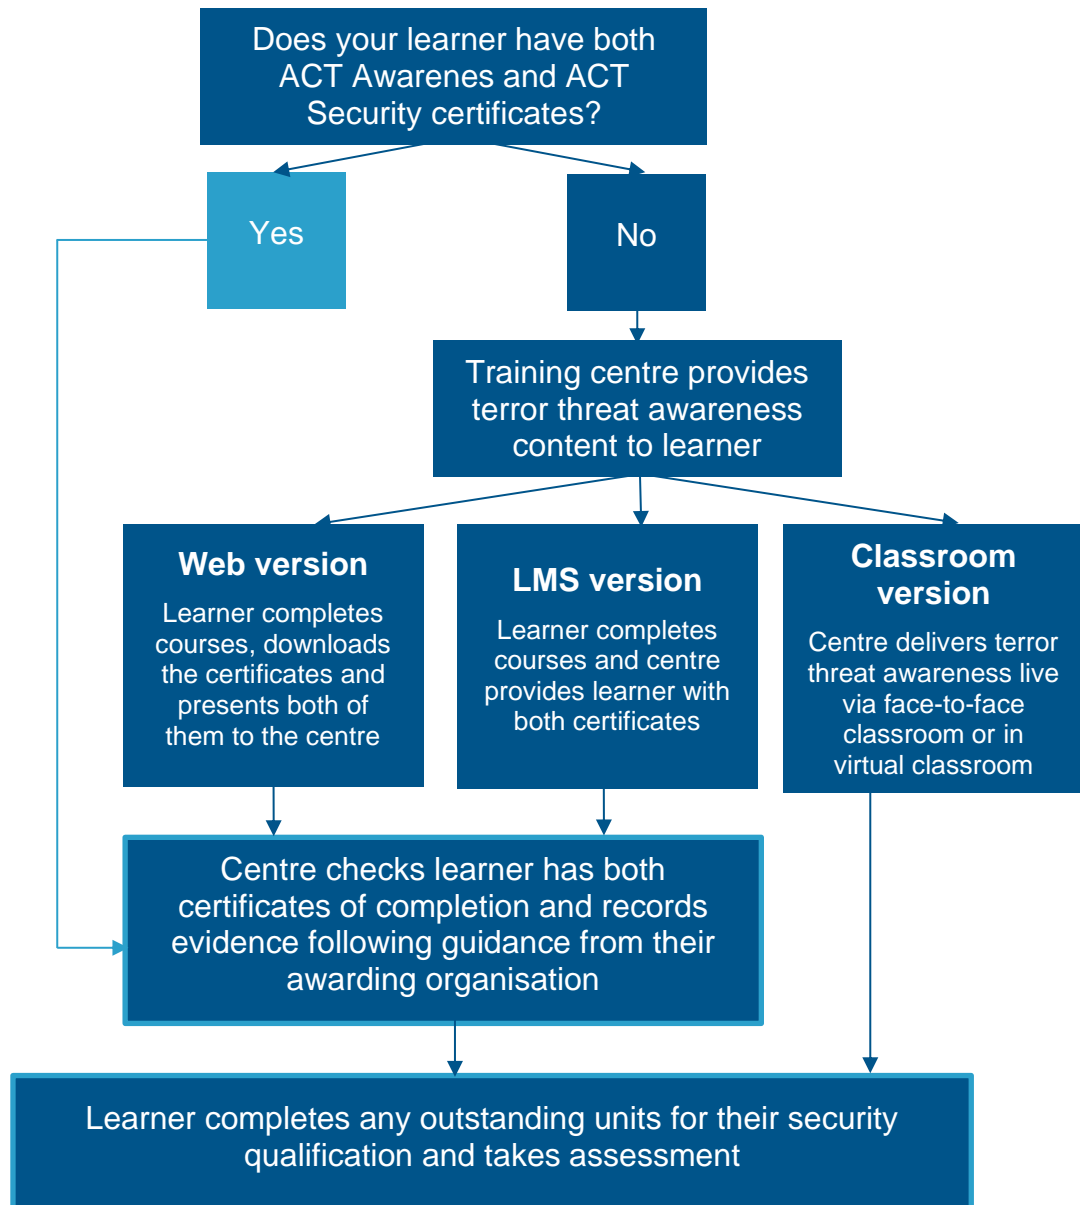 Does your learner have both
ACT Awarenes and ACT
Security certificates?
Yes
No
Training centre provides
terror threat awareness
content to learner
Web version
Learner completes
courses, downloads
the certificates and
presents both of
them to the centre
LMS version
Learner completes
courses and centre
provides learner with
both certificates
Classroom
version
Centre delivers terror
threat awareness live
via face-to-face
classroom or in
virtual classroom
Centre checks learner has both
certificates of completion and records
evidence following guidance from their
awarding organisation
Learner completes any outstanding units for their security
qualification and takes assessment